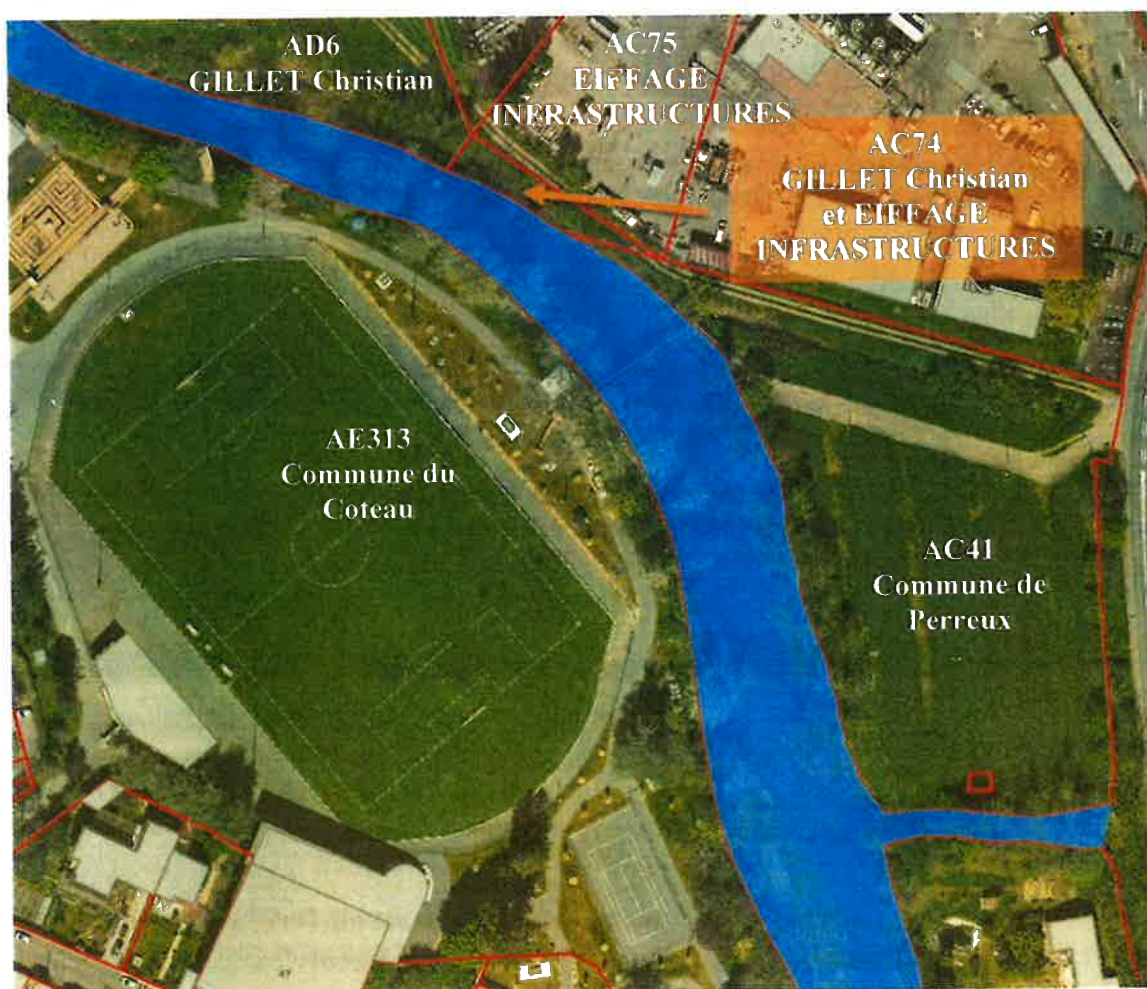 AD6
GILLET Christian
AC75
EIFFAGE
INFRASTRUCTURES
AC74
GILLET Christian
et EIFFAGE
INFRASTRUCTURES
AE313
Commune du
Coteau
AC41
Commune de
Perreux